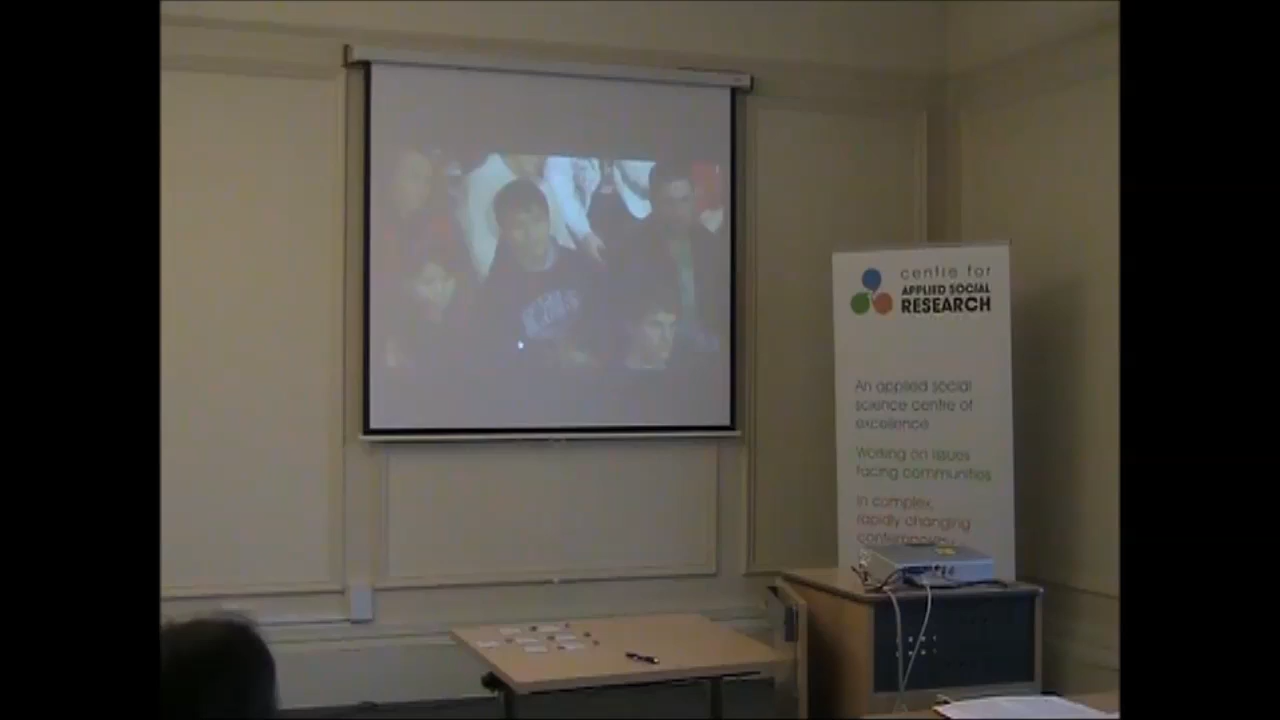 centre for
APPLIED SOCIAL
RESEARCH
An applied social
science centre of
excellence
Working on issues
facing communities
In complex,
rapidly changing
contemporary